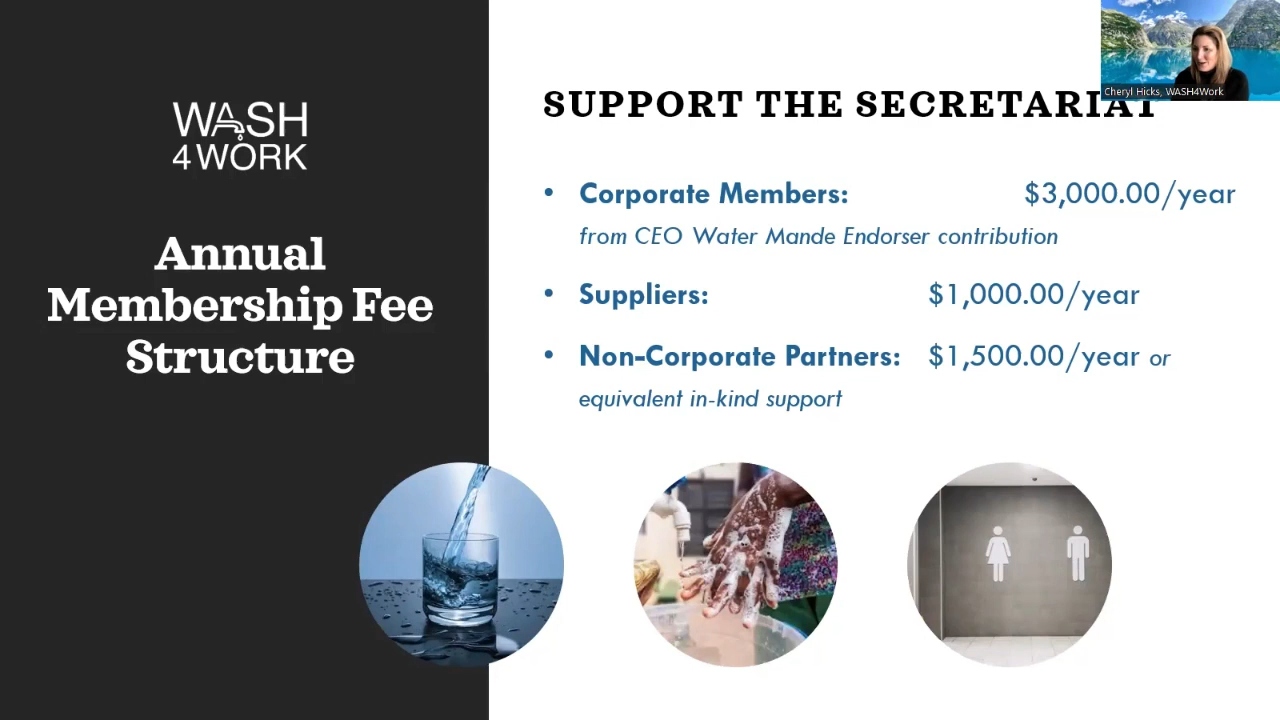 WASH
4WORK
Annual
Membership Fee
Structure
SUPPORT THE SECRETARIAT
• Corporate Members: $3,000.00/year
from CEO Water Mande Endorser contribution
• Suppliers: $1,000.00/year
• Non-Corporate Partners: $1,500.00/year or
equivalent in-kind support
Cheryl Hicks, WASH4Work